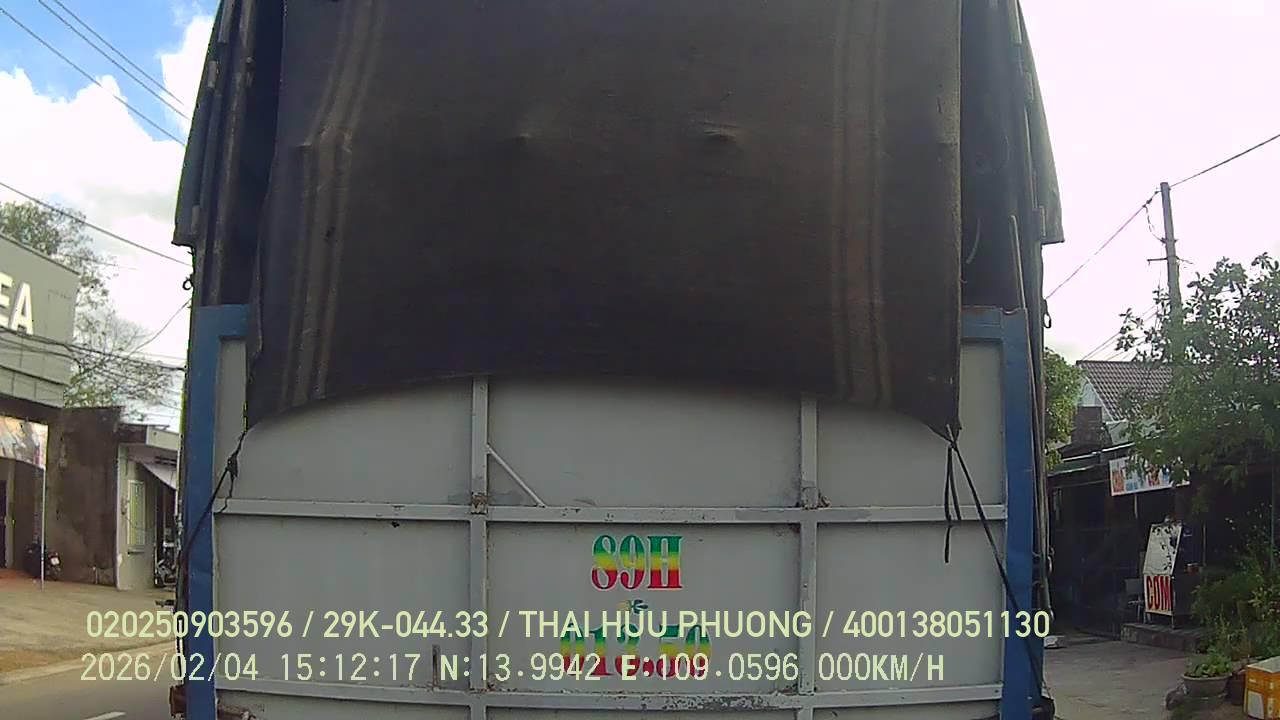 EA
89H
CƠM
020250903596 / 29K-044.33 / THAI HUU PHUONG / 400138051130
2026/02/04 15:12:17 N:13.9942 E:109.0596 000KM/H